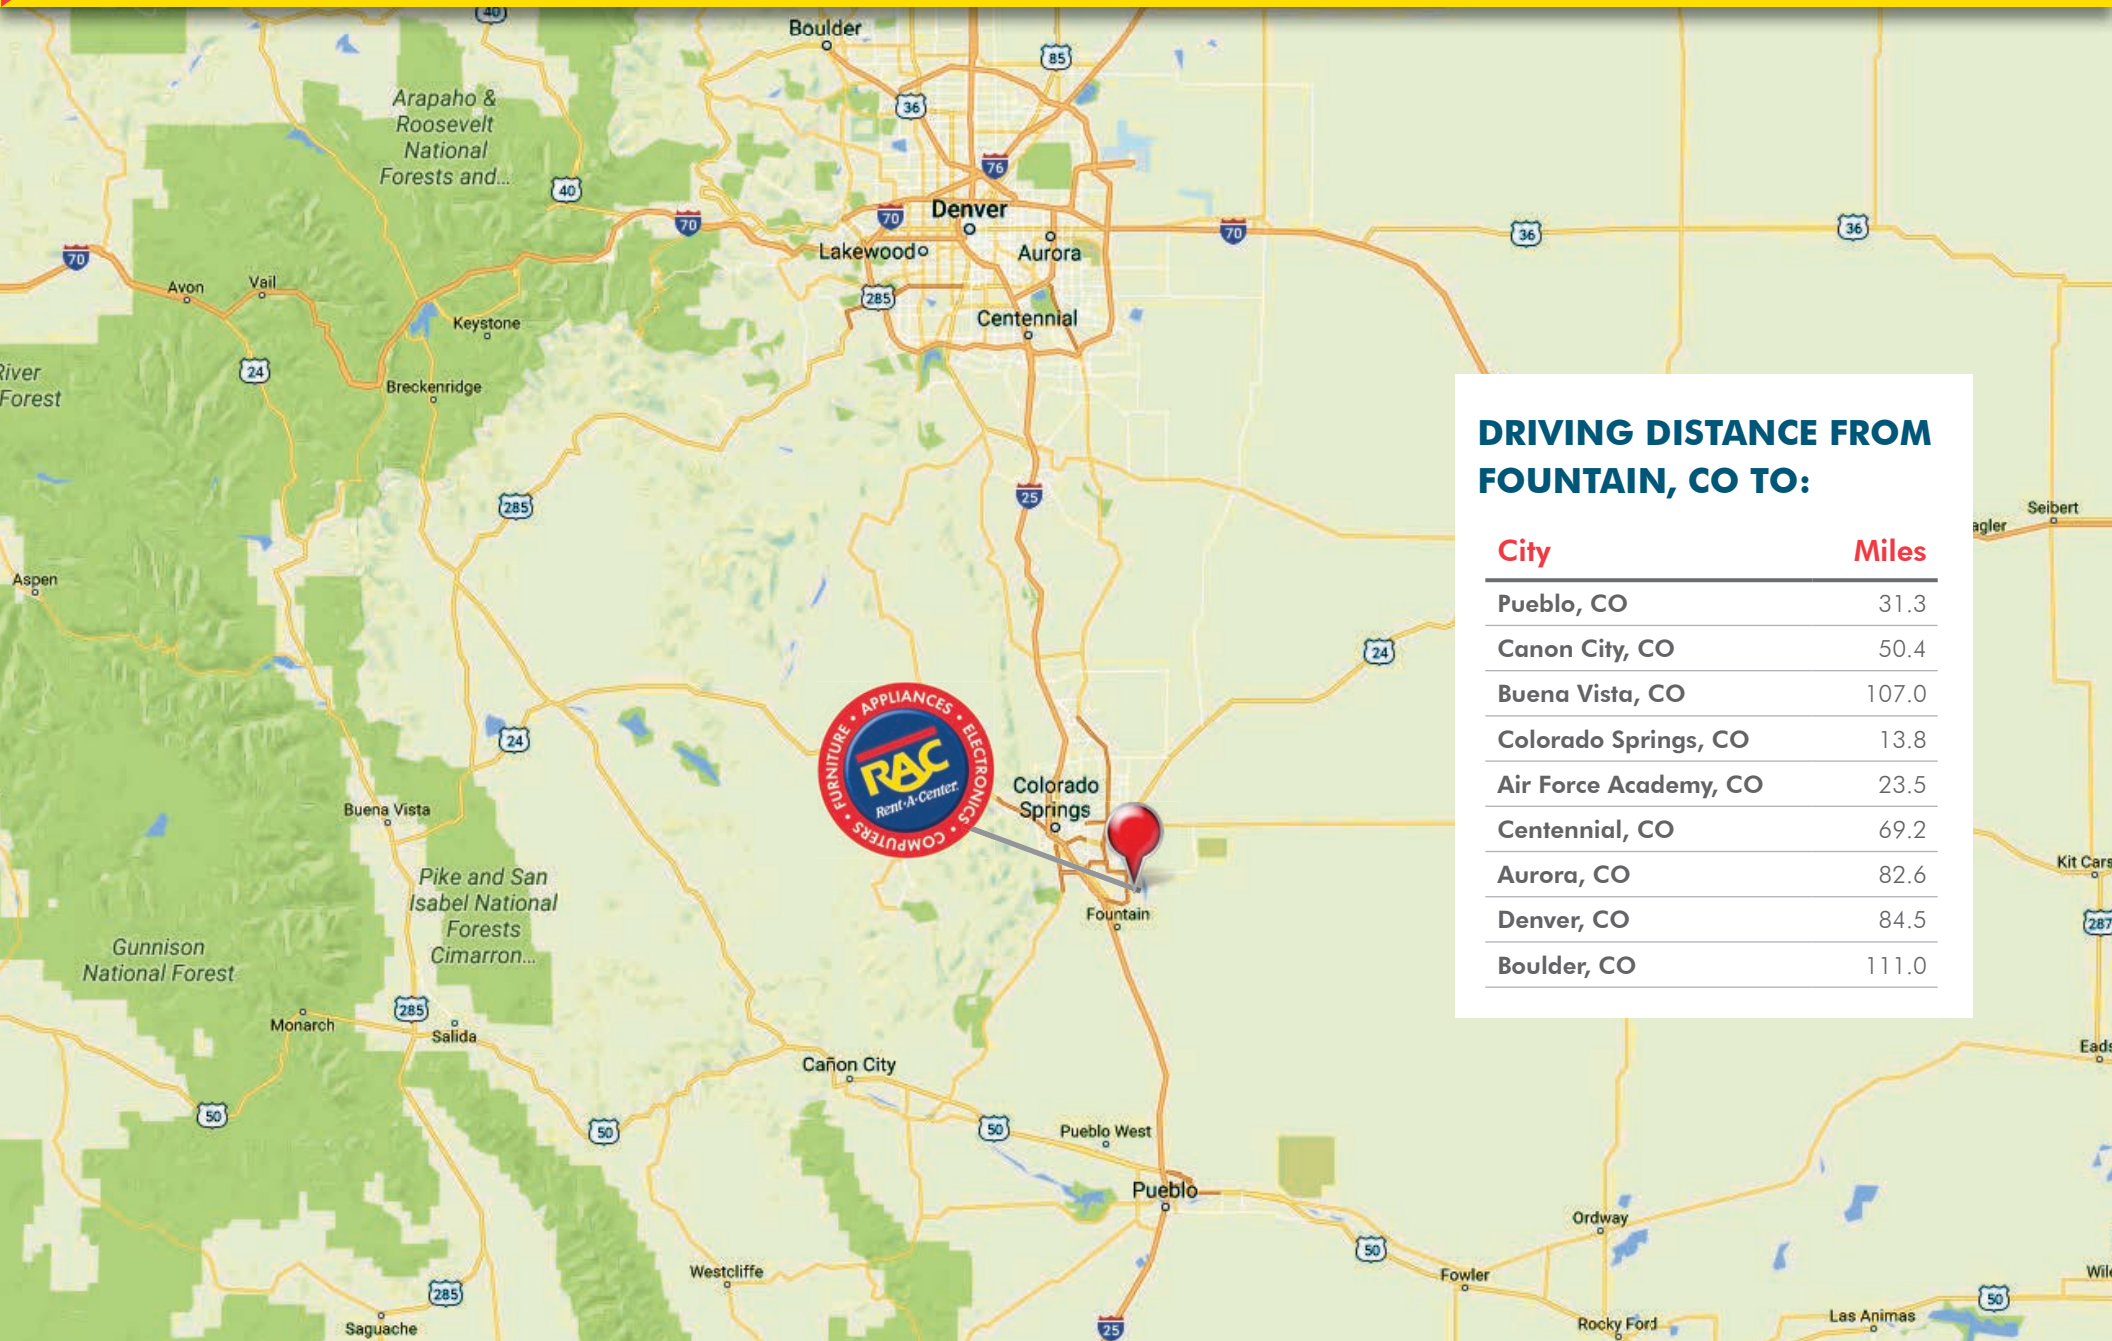 40
Boulder
85
36
Arapaho &
Roosevelt
National
Forests and...
76
40
70
70
Denver
70
36
36
70
Lakewood
Aurora
Avon
Vail
285
Centennial
Keystone
24
River
Forest
Breckenridge
DRIVING DISTANCE FROM
FOUNTAIN, CO TO:
285
25
Seibert
agler
City Miles
Aspen
Pueblo, CO 31.3
Canon City, CO 50.4
Buena Vista, CO 107.0
Colorado Springs, CO 13.8
Air Force Academy, CO 23.5
Centennial, CO 69.2
Aurora, CO 82.6
Denver, CO 84.5
Boulder, CO 111.0
24
24
FURNITURE • APPLIANCES • ELECTRONICS • COMPUTERS •
RAC
Rent-A-Center.
Colorado
Springs
Buena Vista
Kit Cars
Pike and San
Isabel National
Forests
Cimarron...
Fountain
287
Gunnison
National Forest
285
Monarch
Salida
Eads
Cañon City
50
50
50
Pueblo West
Pueblo
Ordway
50
Westcliffe
Fowler
Wil
285
50
Saguache
25
Rocky Ford
Las Animas